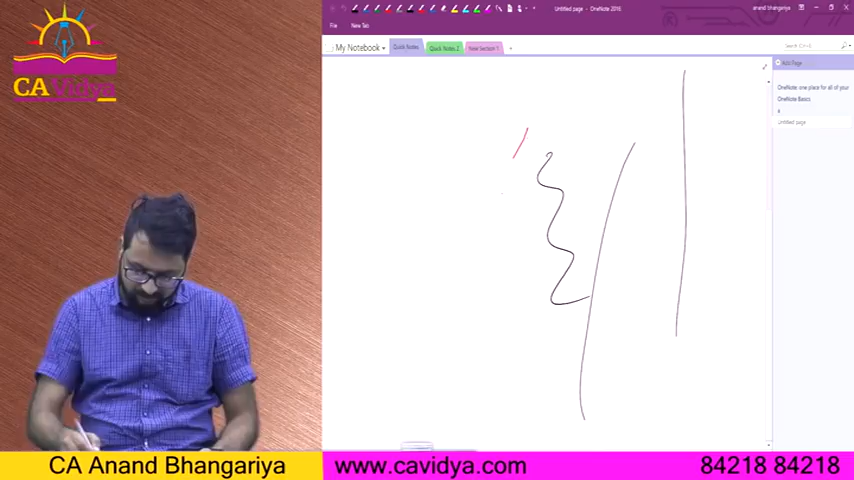 Untitled page - OneNote 2016
anand bhangariya
File
New Tab
My Notebook
Quick Notes
Quick Notes 2
New Section 1
+
Search (Ctrl+E)
Add Page
OneNote: one place for all of your
OneNote Basics
Untitled page
CA Vidya
CA Anand Bhangariya
www.cavidya.com
84218 84218